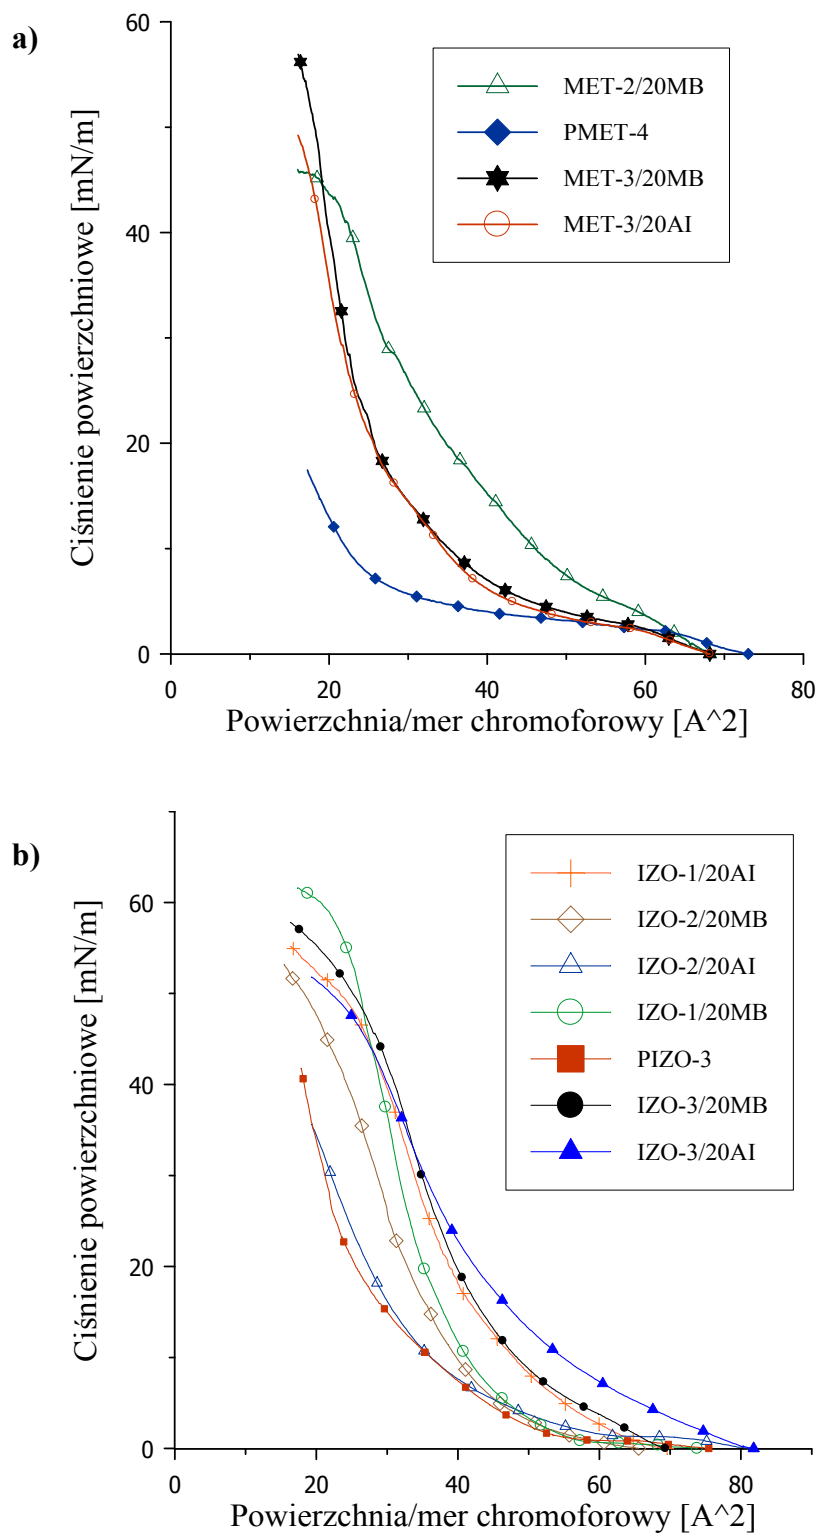 a)
60
40
20
0
0
20
40
60
80
Ciśnienie powierzchniowe [mN/m]
Powierzchnia/mer chromoforowy [A^2]
MET-2/20MB
PMET-4
MET-3/20MB
MET-3/20AI
b)
60
40
20
0
0
20
40
60
80
Ciśnienie powierzchniowe [mN/m]
Powierzchnia/mer chromoforowy [A^2]
IZO-1/20AI
IZO-2/20MB
IZO-2/20AI
IZO-1/20MB
PIZO-3
IZO-3/20MB
IZO-3/20AI